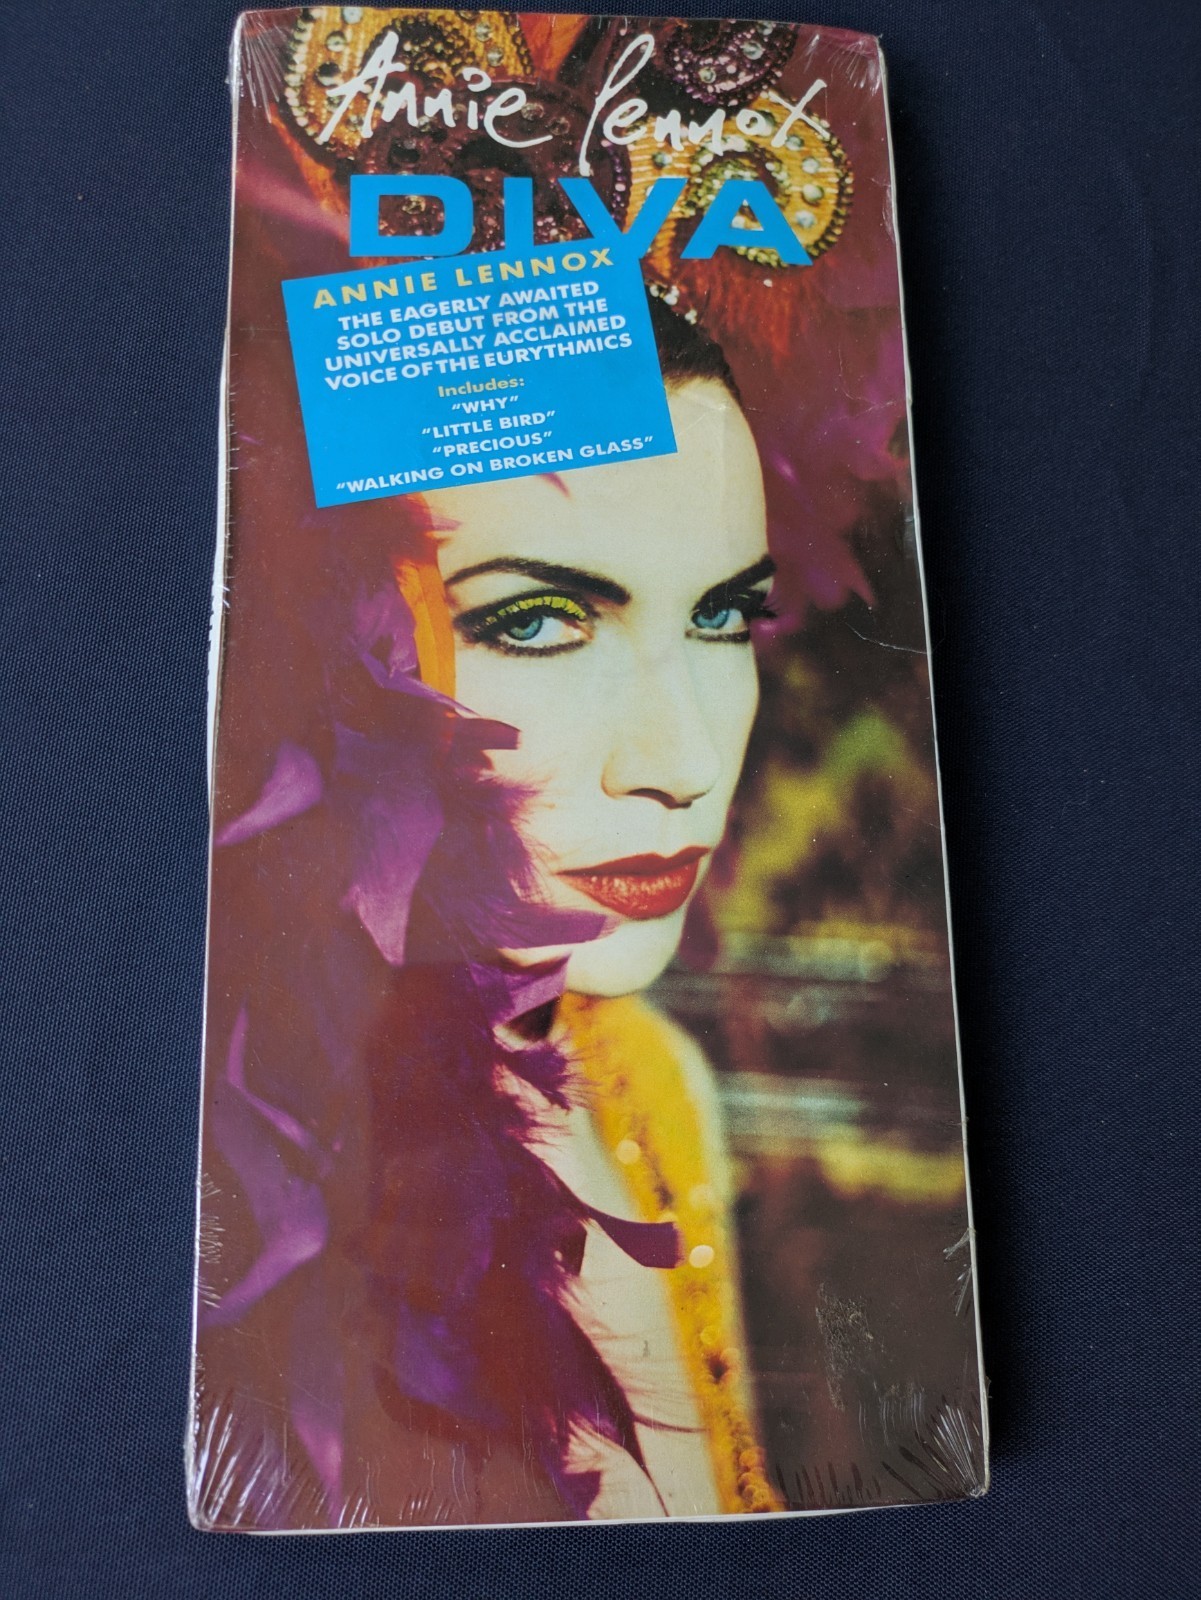 Annie Lennox
DIVA
ANNIE LENNOX
THE EAGERLY AWAITED
SOLO DEBUT FROM THE
UNIVERSALLY ACCLAIMED
VOICE OF THE EURYTHMICS
Includes:
"WHY"
"LITTLE BIRD"
"PRECIOUS"
"WALKING ON BROKEN GLASS"